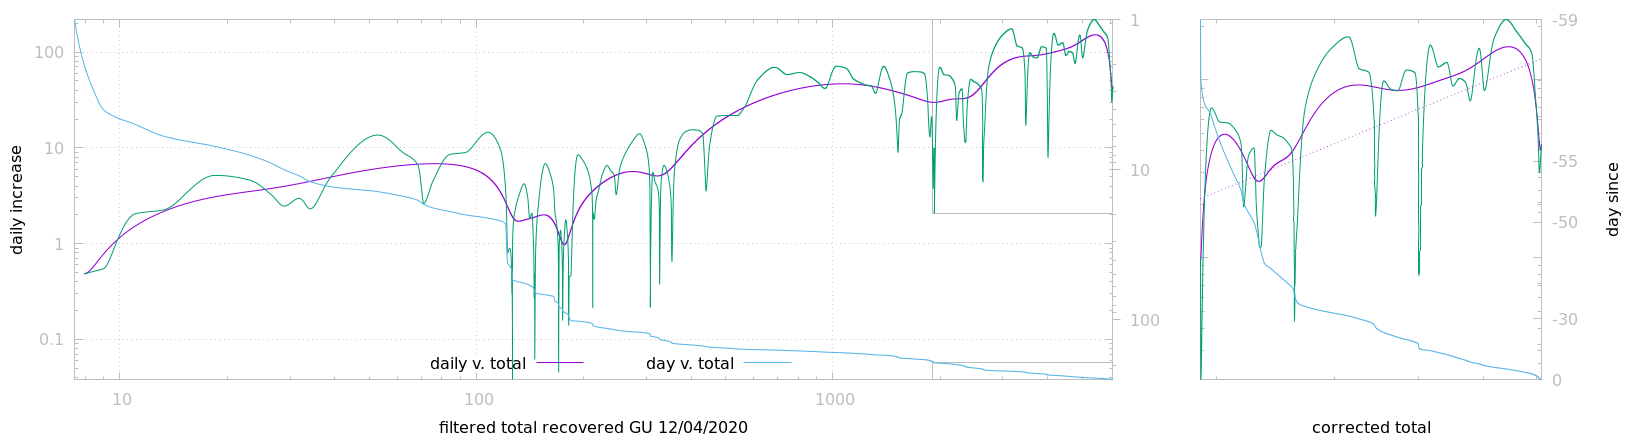 daily increase
100
10
1
0.1
daily v. total
day v. total
10
100
1000
filtered total recovered GU 12/04/2020
1
10
100
-59
-55
-50
-30
0
day since
corrected total